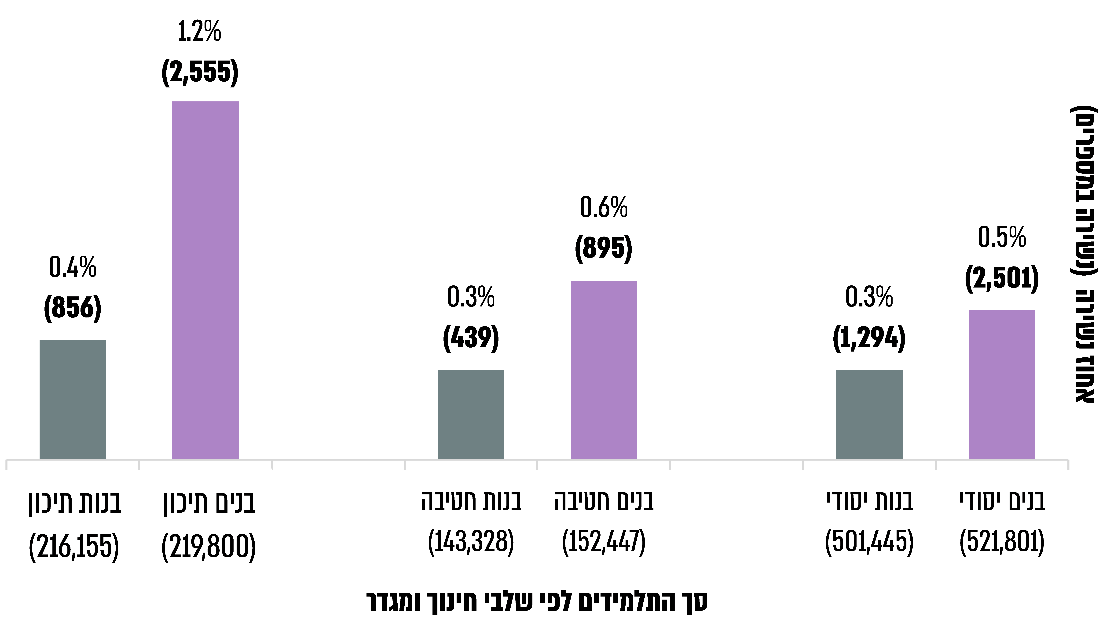 1.2%
(2,555)
0.6%
(895)
0.5%
(2,501)
0.4%
(856)
0.3%
(439)
0.3%
(1,294)
אחוז נשירה (נשירה במספרים)
בנים יסודי
(521,801)
בנות יסודי
(501,445)
בנים חטיבה
(152,447)
בנות חטיבה
(143,328)
בנים תיכון
(219,800)
בנות תיכון
(216,155)
סך התלמידים לפי שלבי חינוך ומגדר